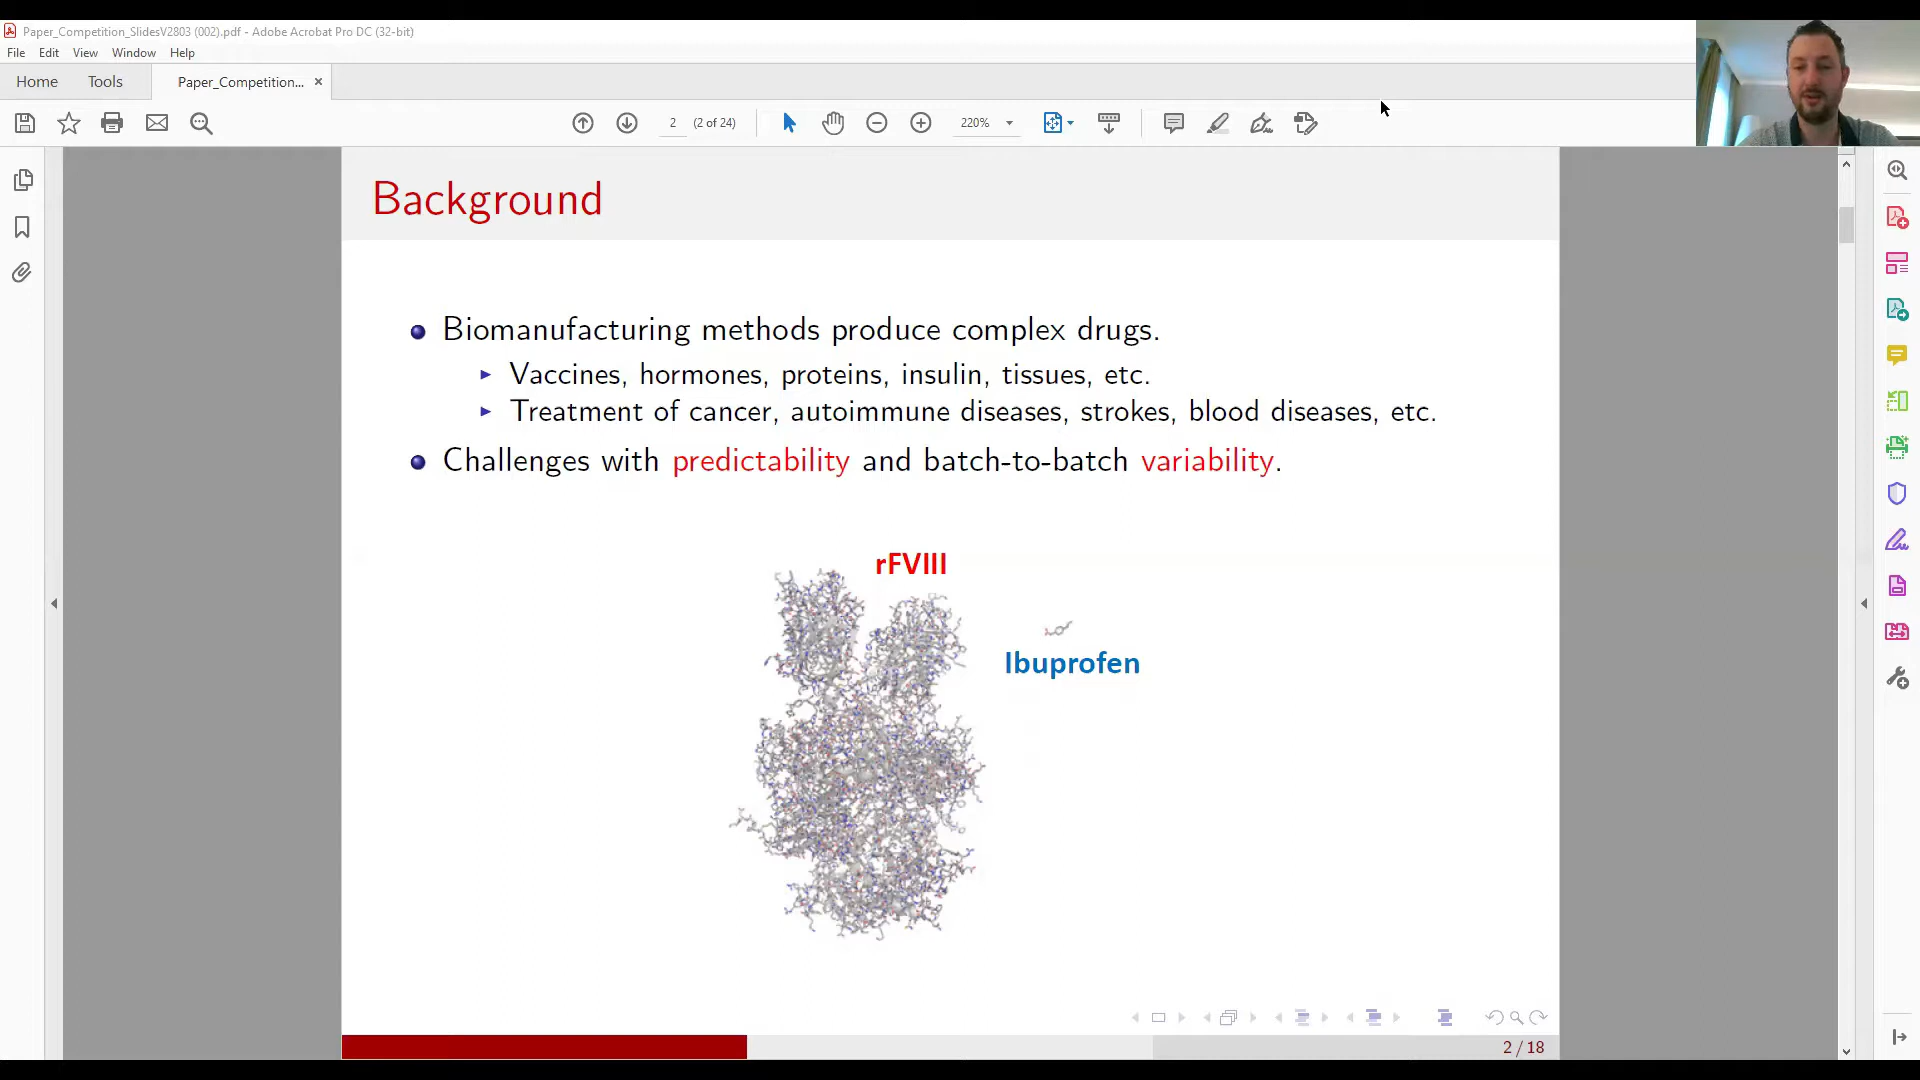 Paper_Competition_SlidesV2803 (002).pdf - Adobe Acrobat Pro DC (32-bit)
File Edit View Window Help
Home Tools Paper_Competition... ×
2 (2 of 24) 220%
Background
Biomanufacturing methods produce complex drugs.
Vaccines, hormones, proteins, insulin, tissues, etc.
Treatment of cancer, autoimmune diseases, strokes, blood diseases, etc.
Challenges with predictability and batch-to-batch variability.
rFVIII
Ibuprofen
2 / 18